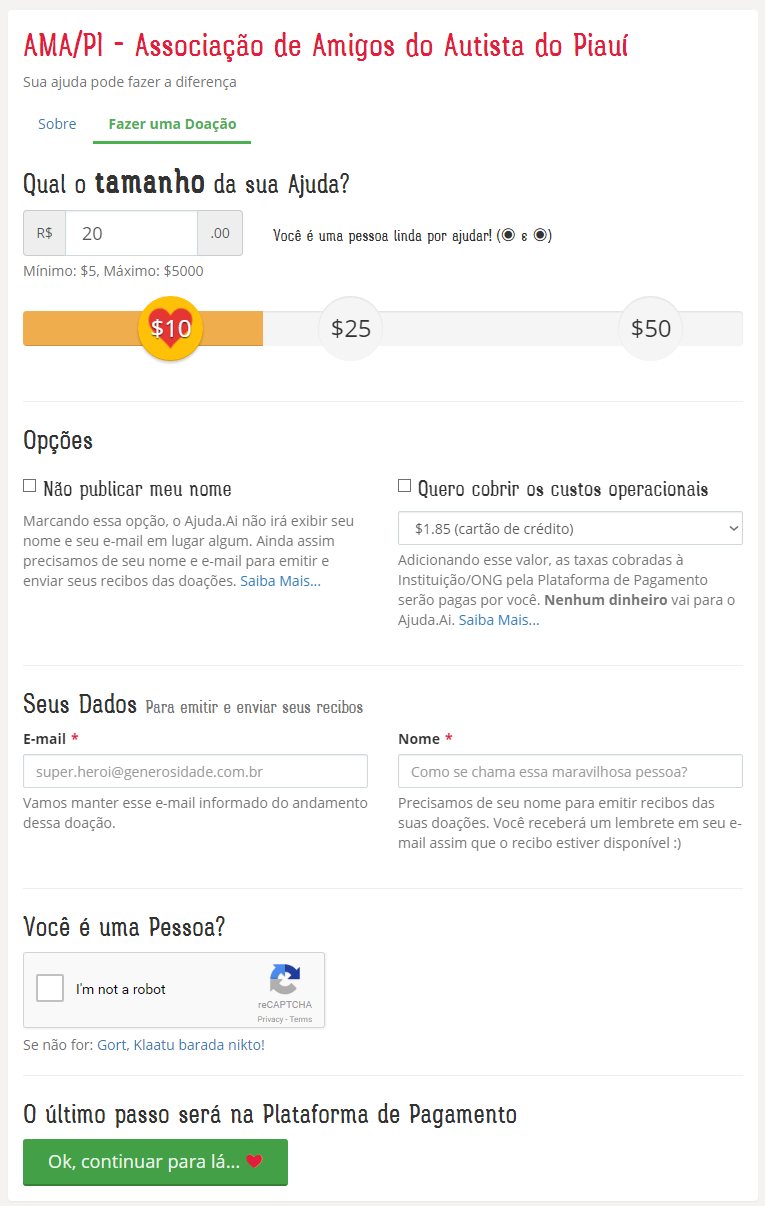 AMA/PI - Associação de Amigos do Autista do Piauí
Sua ajuda pode fazer a diferença
Sobre
Fazer uma Doação
Qual o tamanho da sua Ajuda?
R$ 20 .00
Você é uma pessoa linda por ajudar! (◉ ε ◉)
Mínimo: $5, Máximo: $5000
$10 $25 $50
Opções
Não publicar meu nome
Marcando essa opção, o Ajuda.Ai não irá exibir seu
nome e seu e-mail em lugar algum. Ainda assim
precisamos de seu nome e e-mail para emitir e
enviar seus recibos das doações. Saiba Mais...
Quero cobrir os custos operacionais
$1.85 (cartão de crédito)
Adicionando esse valor, as taxas cobradas à
Instituição/ONG pela Plataforma de Pagamento
serão pagas por você. Nenhum dinheiro vai para o
Ajuda.Ai. Saiba Mais...
Seus Dados Para emitir e enviar seus recibos
E-mail *
super.heroi@generosidade.com.br
Vamos manter esse e-mail informado do andamento
dessa doação.
Nome *
Como se chama essa maravilhosa pessoa?
Precisamos de seu nome para emitir recibos das
suas doações. Você receberá um lembrete em seu e-
mail assim que o recibo estiver disponível :)
Você é uma Pessoa?
I'm not a robot
reCAPTCHA
Privacy - Terms
Se não for: Gort, Klaatu barada nikto!
O último passo será na Plataforma de Pagamento
Ok, continuar para lá... ♥